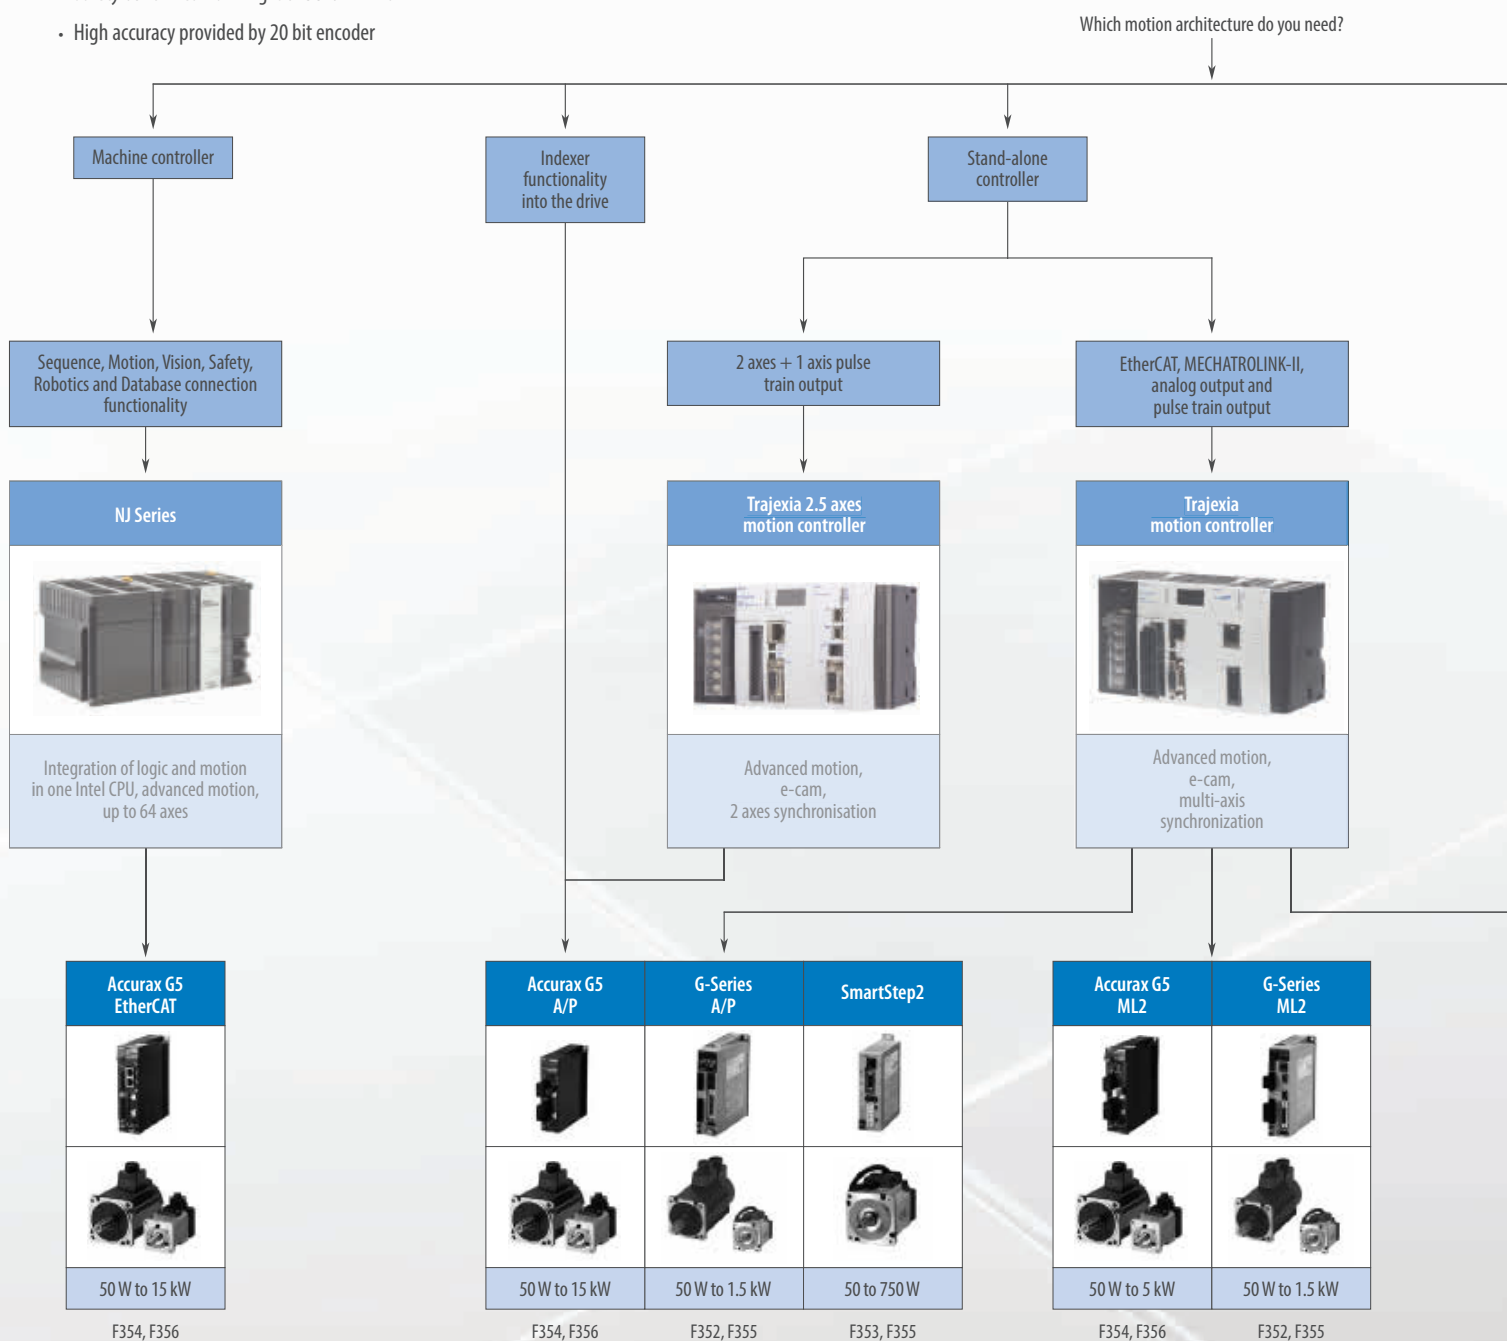 • High accuracy provided by 20 bit encoder
Which motion architecture do you need?
Machine controller
Indexer
functionality
into the drive
Stand-alone
controller
Sequence, Motion, Vision, Safety,
Robotics and Database connection
functionality
2 axes + 1 axis pulse
train output
EtherCAT, MECHATROLINK-II,
analog output and
pulse train output
NJ Series
Trajexia 2.5 axes
motion controller
Trajexia
motion controller
Integration of logic and motion
in one Intel CPU, advanced motion,
up to 64 axes
Advanced motion,
e-cam,
2 axes synchronisation
Advanced motion,
e-cam,
multi-axis
synchronization
Accurax G5
EtherCAT
Accurax G5
A/P
G-Series
A/P
SmartStep2
Accurax G5
ML2
G-Series
ML2
50 W to 15 kW
50 W to 15 kW
50 W to 1.5 kW
50 to 750 W
50 W to 5 kW
50 W to 1.5 kW
F354, F356
F354, F356
F352, F355
F353, F355
F354, F356
F352, F355